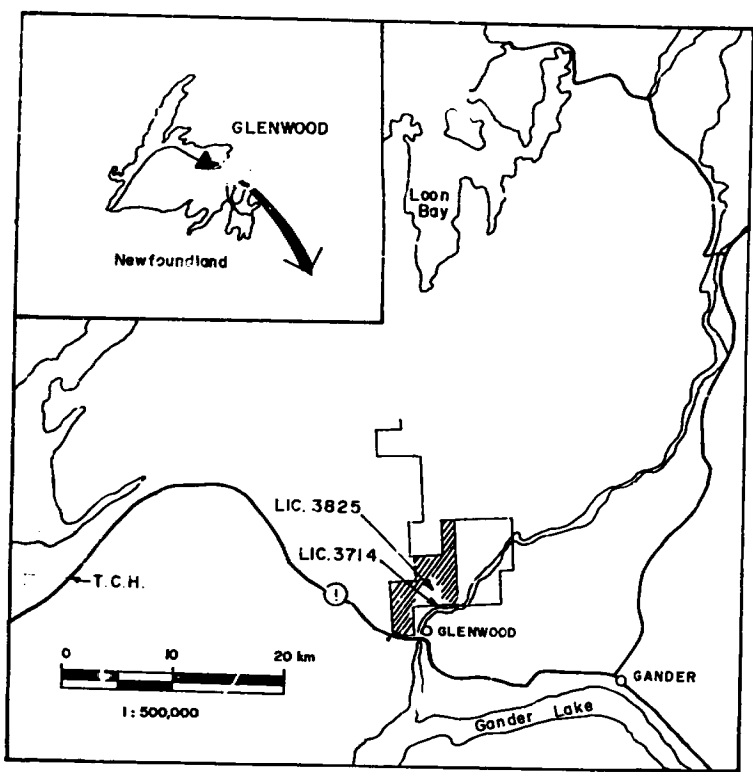 GLENWOOD
Newfoundland
Loon
Bay
LIC. 3825
LIC. 3714
T.C.H.
1
GLENWOOD
GANDER
Gander Lake
0 10 20 km
1:500,000